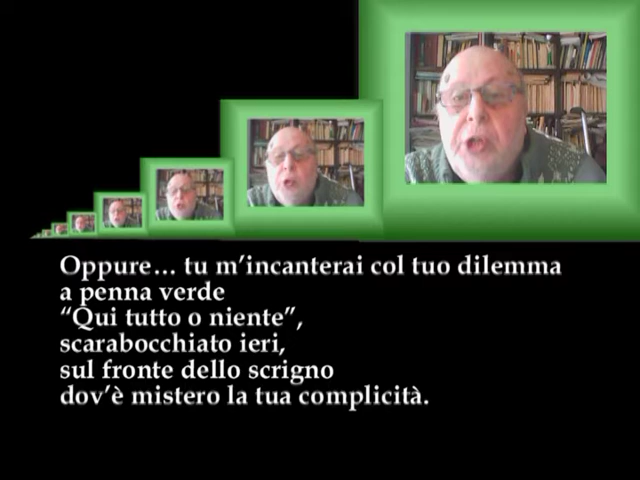 Oppure… tu m’incanterai col tuo dilemma
a penna verde
“Qui tutto o niente”,
scarabocchiato ieri,
sul fronte dello scrigno
dov’è mistero la tua complicità.